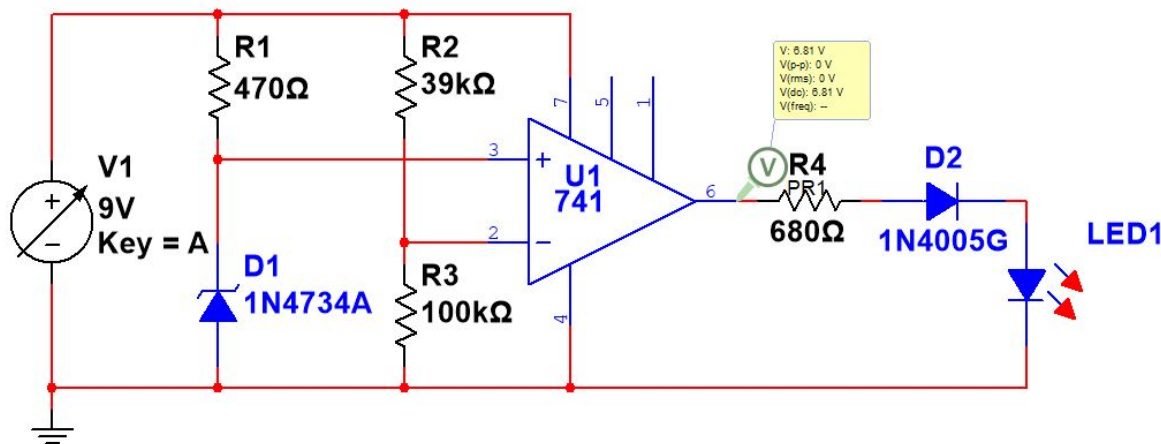 V: 6.81 V
V(p-p): 0 V
V(rms): 0 V
V(dc): 6.81 V
V(freq): --
R1
470Ω
R2
39kΩ
7
5
1
3
+
U1
741
6
V
R4
PR1
680Ω
D2
1N4005G
LED1
V1
9V
Key = A
+
−
2
−
D1
1N4734A
R3
100kΩ
4